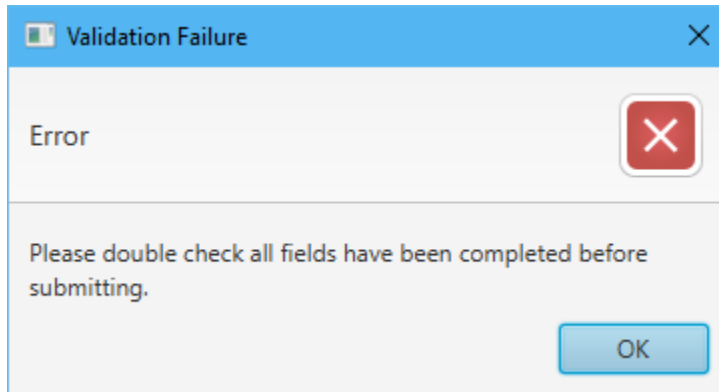 Validation Failure
Error
Please double check all fields have been completed before
submitting.
OK